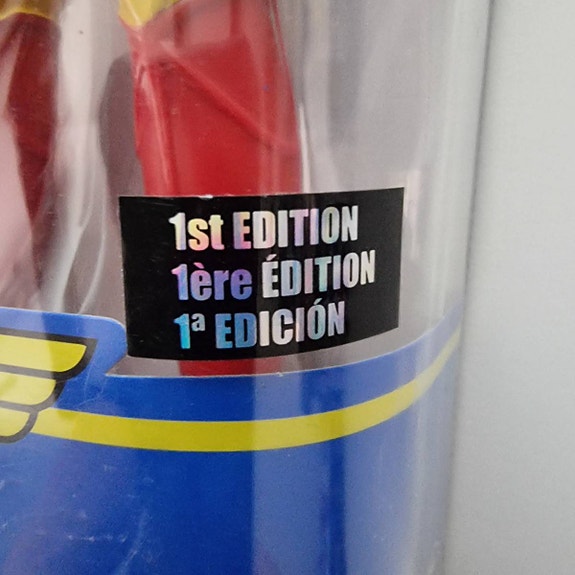 1st EDITION
1ère ÉDITION
1ª EDICIÓN